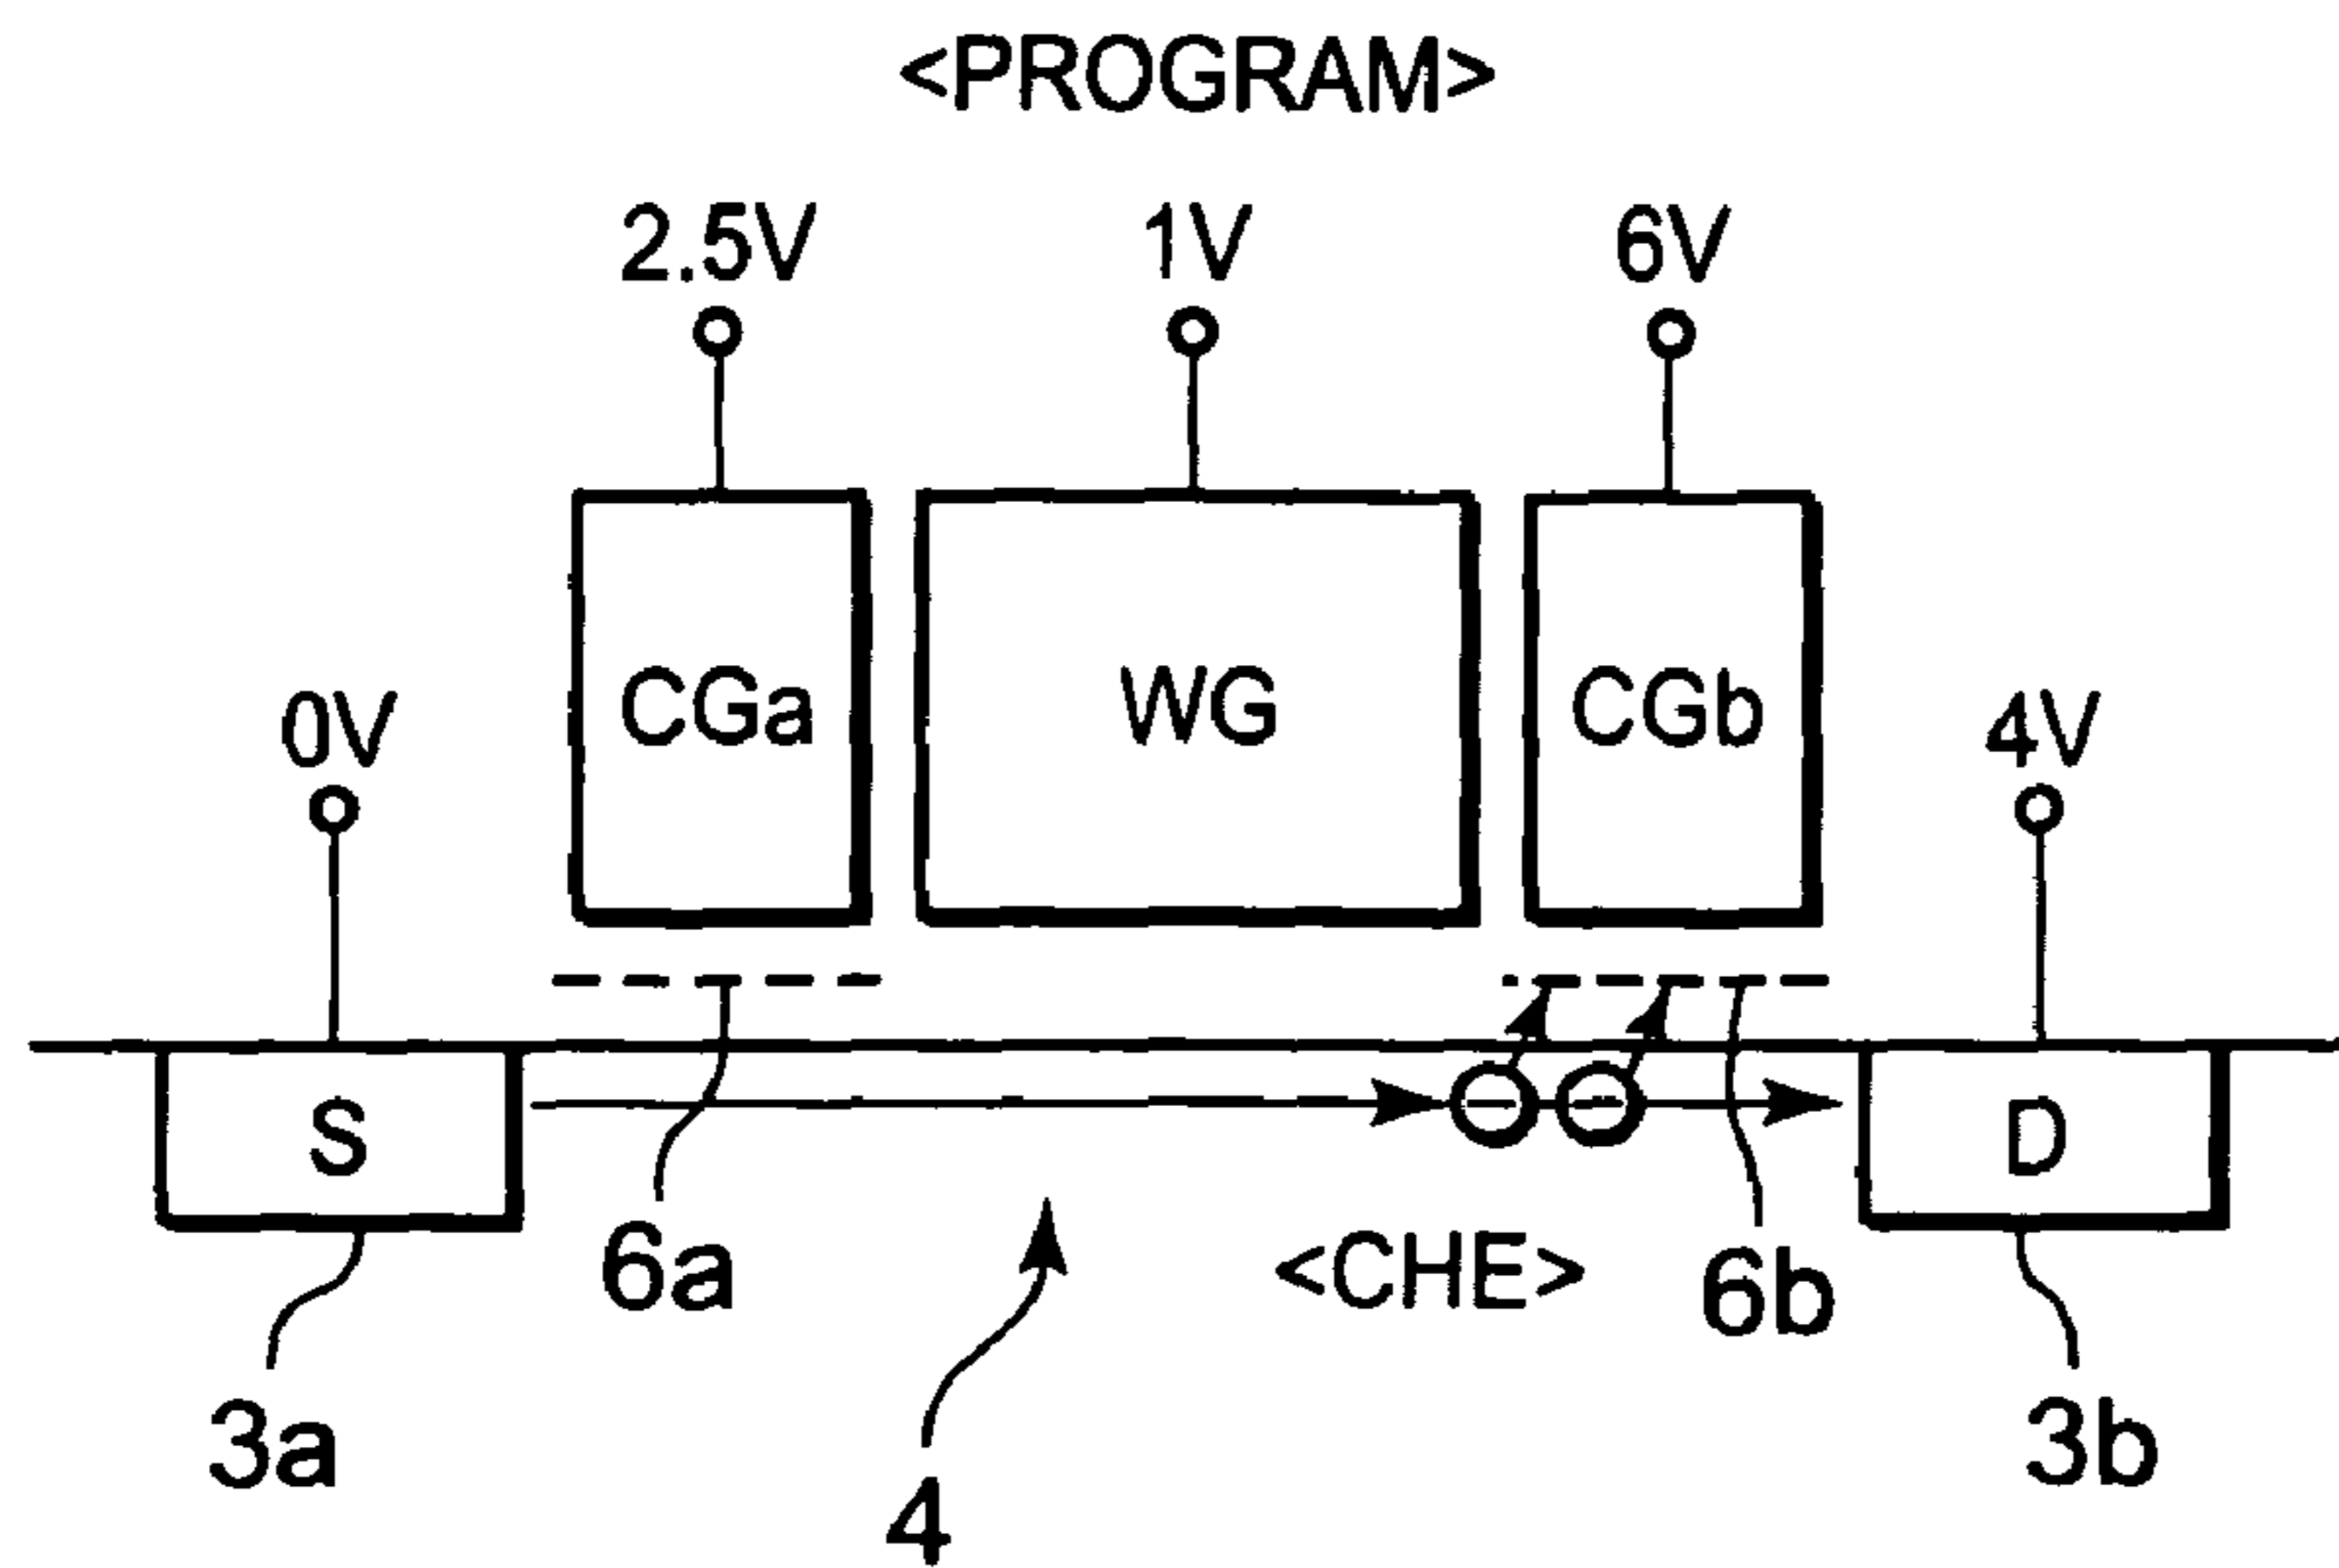 <PROGRAM>
2.5V 1V 6V
CGa WG CGb
0V 4V
S D
6a <CHE> 6b
3a 4 3b